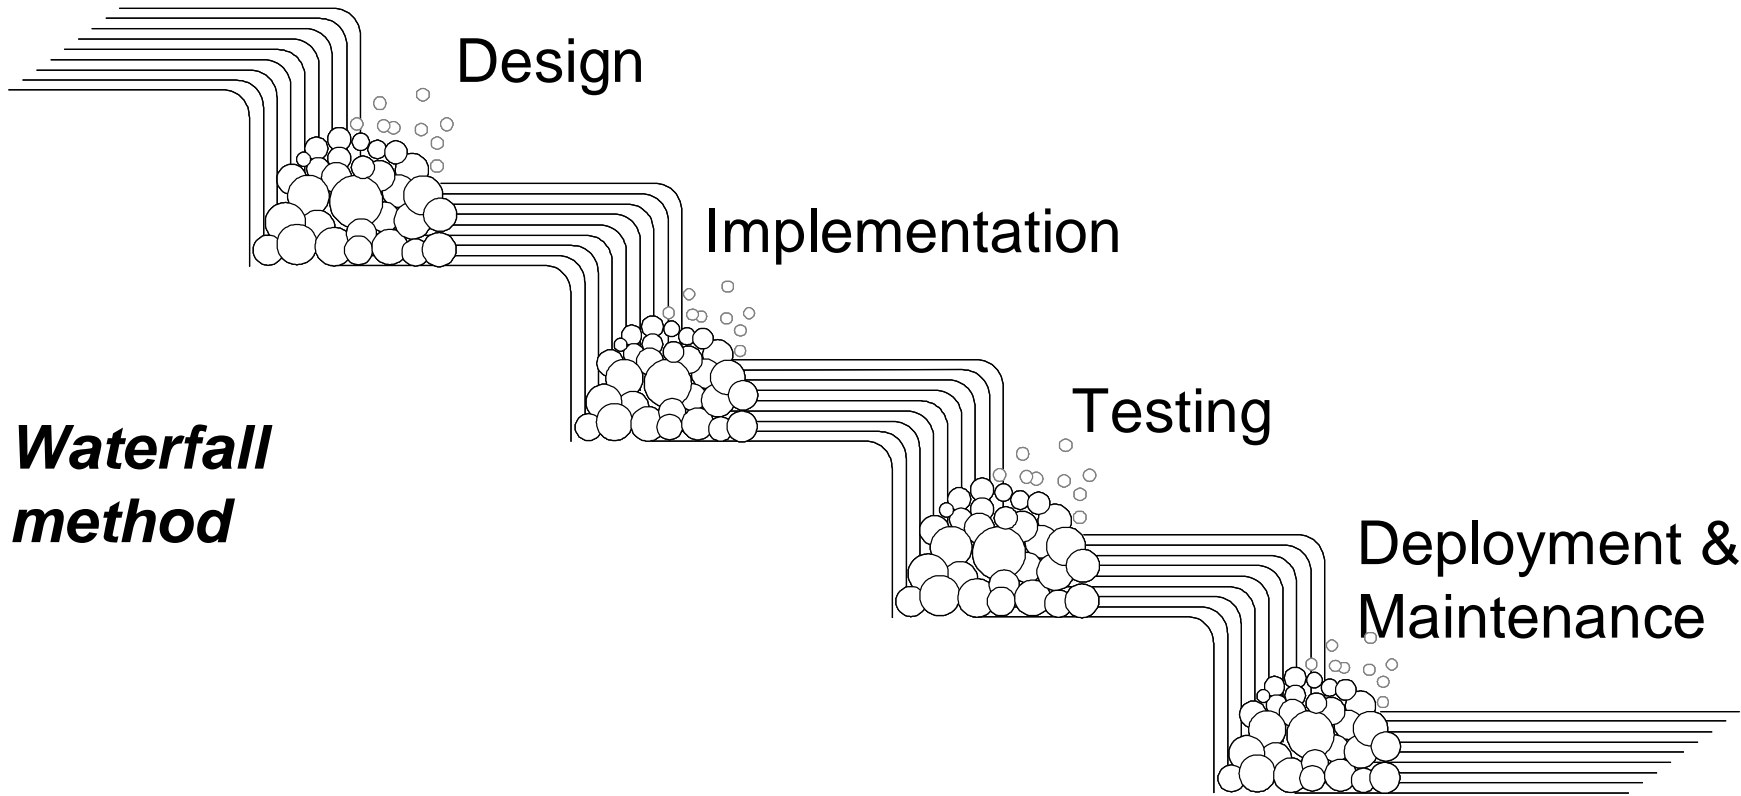 Design
Implementation
Testing
Waterfall
method
Deployment &
Maintenance